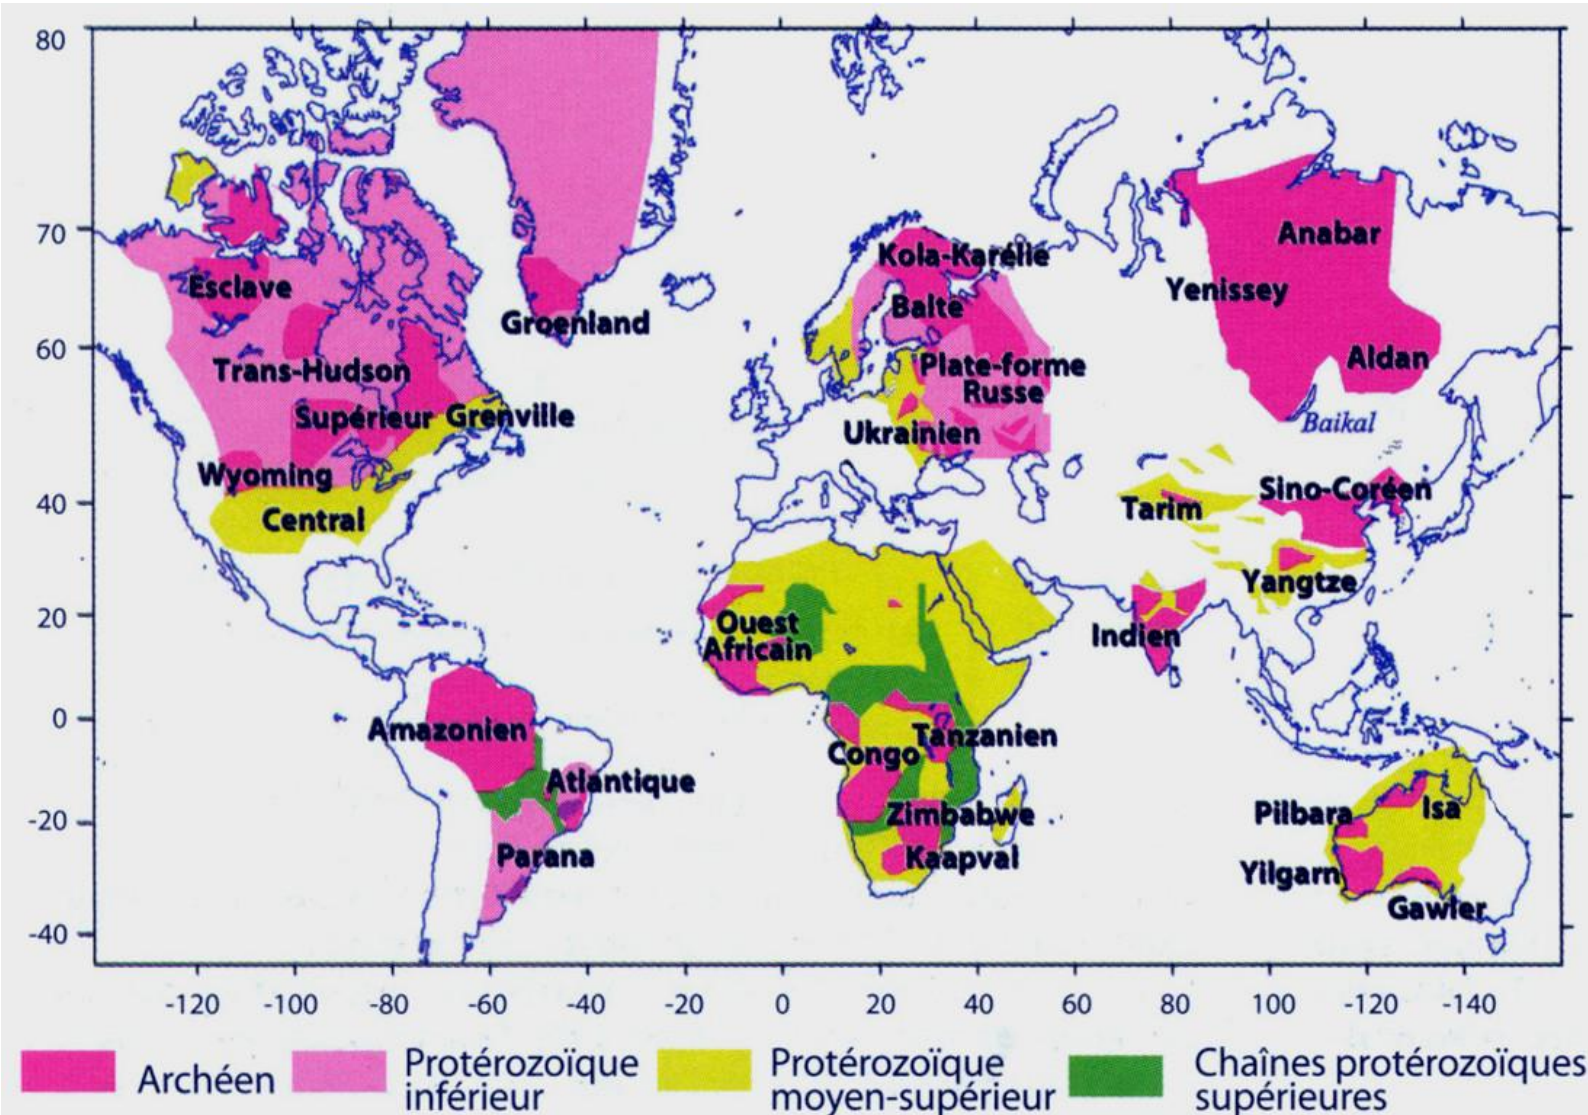 80
70
60
40
20
0
-20
-40
Esclave
Trans-Hudson
Supérieur
Grenville
Wyoming
Central
Groenland
Kola-Karélie
Balte
Plate-forme
Russe
Ukrainien
Anabar
Yenissey
Aldan
Baikal
Tarim
Sino-Coréen
Yangtze
Indien
Ouest
Africain
Amazonien
Atlantique
Parana
Congo
Tanzanien
Zimbabwe
Kaapval
Pilbara
Isa
Yilgarn
Gawler
-120 -100 -80 -60 -40 -20 0 20 40 60 80 100 -120 -140
Archéen
Protérozoïque
inférieur
Protérozoïque
moyen-supérieur
Chaînes protérozoïques
supérieures